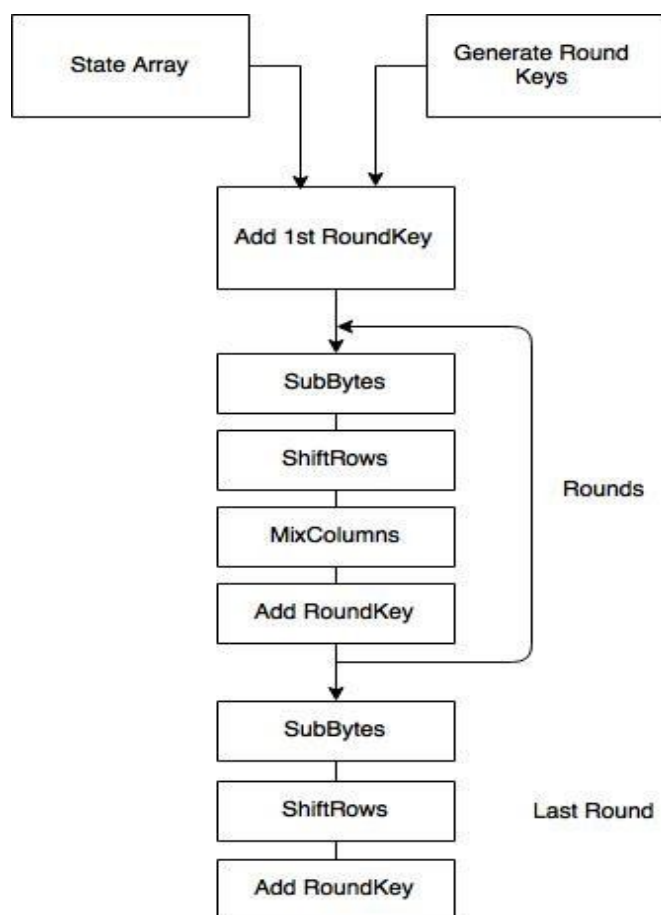 State Array
Generate Round
Keys
Add 1st RoundKey
SubBytes
ShiftRows
MixColumns
Add RoundKey
Rounds
SubBytes
ShiftRows
Last Round
Add RoundKey